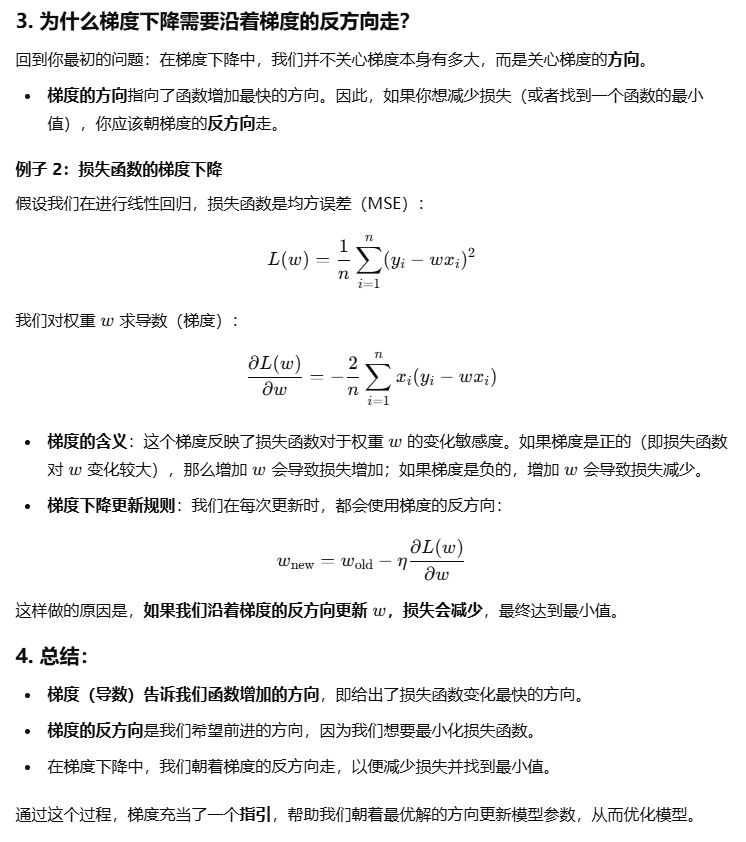 3. 为什么梯度下降需要沿着梯度的反方向走？
回到你最初的问题：在梯度下降中，我们并不关心梯度本身有多大，而是关心梯度的方向。
• 梯度的方向指向了函数增加最快的方向。因此，如果你想减少损失（或者找到一个函数的最小
值），你应该朝梯度的反方向走。
例子 2：损失函数的梯度下降
假设我们在进行线性回归，损失函数是均方误差（MSE）：
L(w) = \frac{1}{n} \sum_{i=1}^{n} (y_i - wx_i)^2
我们对权重 w 求导数（梯度）：
\frac{∂L(w)}{∂w} = -\frac{2}{n} \sum_{i=1}^{n} x_i(y_i - wx_i)
• 梯度的含义：这个梯度反映了损失函数对于权重 w 的变化敏感度。如果梯度是正的（即损失函数
对 w 变化较大），那么增加 w 会导致损失增加；如果梯度是负的，增加 w 会导致损失减少。
• 梯度下降更新规则：我们在每次更新时，都会使用梯度的反方向：
w_{new} = w_{old} - η\frac{∂L(w)}{∂w}
这样做的原因是，如果我们沿着梯度的反方向更新 w，损失会减少，最终达到最小值。
4. 总结：
• 梯度（导数）告诉我们函数增加的方向，即给出了损失函数变化最快的方向。
• 梯度的反方向是我们希望前进的方向，因为我们想要最小化损失函数。
• 在梯度下降中，我们朝着梯度的反方向走，以便减少损失并找到最小值。
通过这个过程，梯度充当了一个指引，帮助我们朝着最优解的方向更新模型参数，从而优化模型。